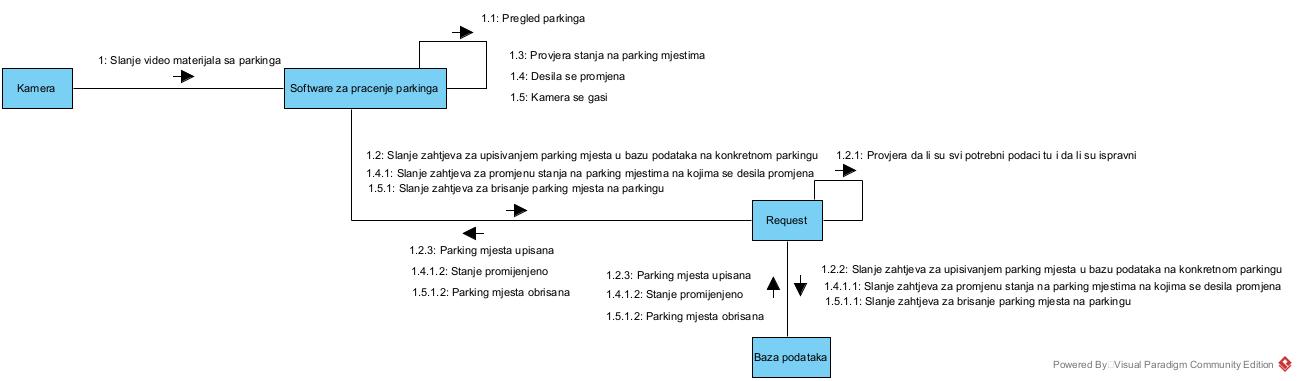 1.1: Pregled parkinga
1: Slanje video materijala sa parkinga
1.3: Provjera stanja na parking mjestima
Kamera
Software za pracenje parkinga
1.4: Desila se promjena
1.5: Kamera se gasi
1.2: Slanje zahtjeva za upisivanjem parking mjesta u bazu podataka na konkretnom parkingu
1.2.1: Provjera da li su svi potrebni podaci tu i da li su ispravni
1.4.1: Slanje zahtjeva za promjenu stanja na parking mjestima na kojima se desila promjena
1.5.1: Slanje zahtjeva za brisanje parking mjesta na parkingu
Request
1.2.3: Parking mjesta upisana
1.4.1.2: Stanje promijenjeno
1.5.1.2: Parking mjesta obrisana
1.2.3: Parking mjesta upisana
1.4.1.2: Stanje promijenjeno
1.5.1.2: Parking mjesta obrisana
1.2.2: Slanje zahtjeva za upisivanjem parking mjesta u bazu podataka na konkretnom parkingu
1.4.1.1: Slanje zahtjeva za promjenu stanja na parking mjestima na kojima se desila promjena
1.5.1.1: Slanje zahtjeva za brisanje parking mjesta na parkingu
Baza podataka
Powered By Visual Paradigm Community Edition